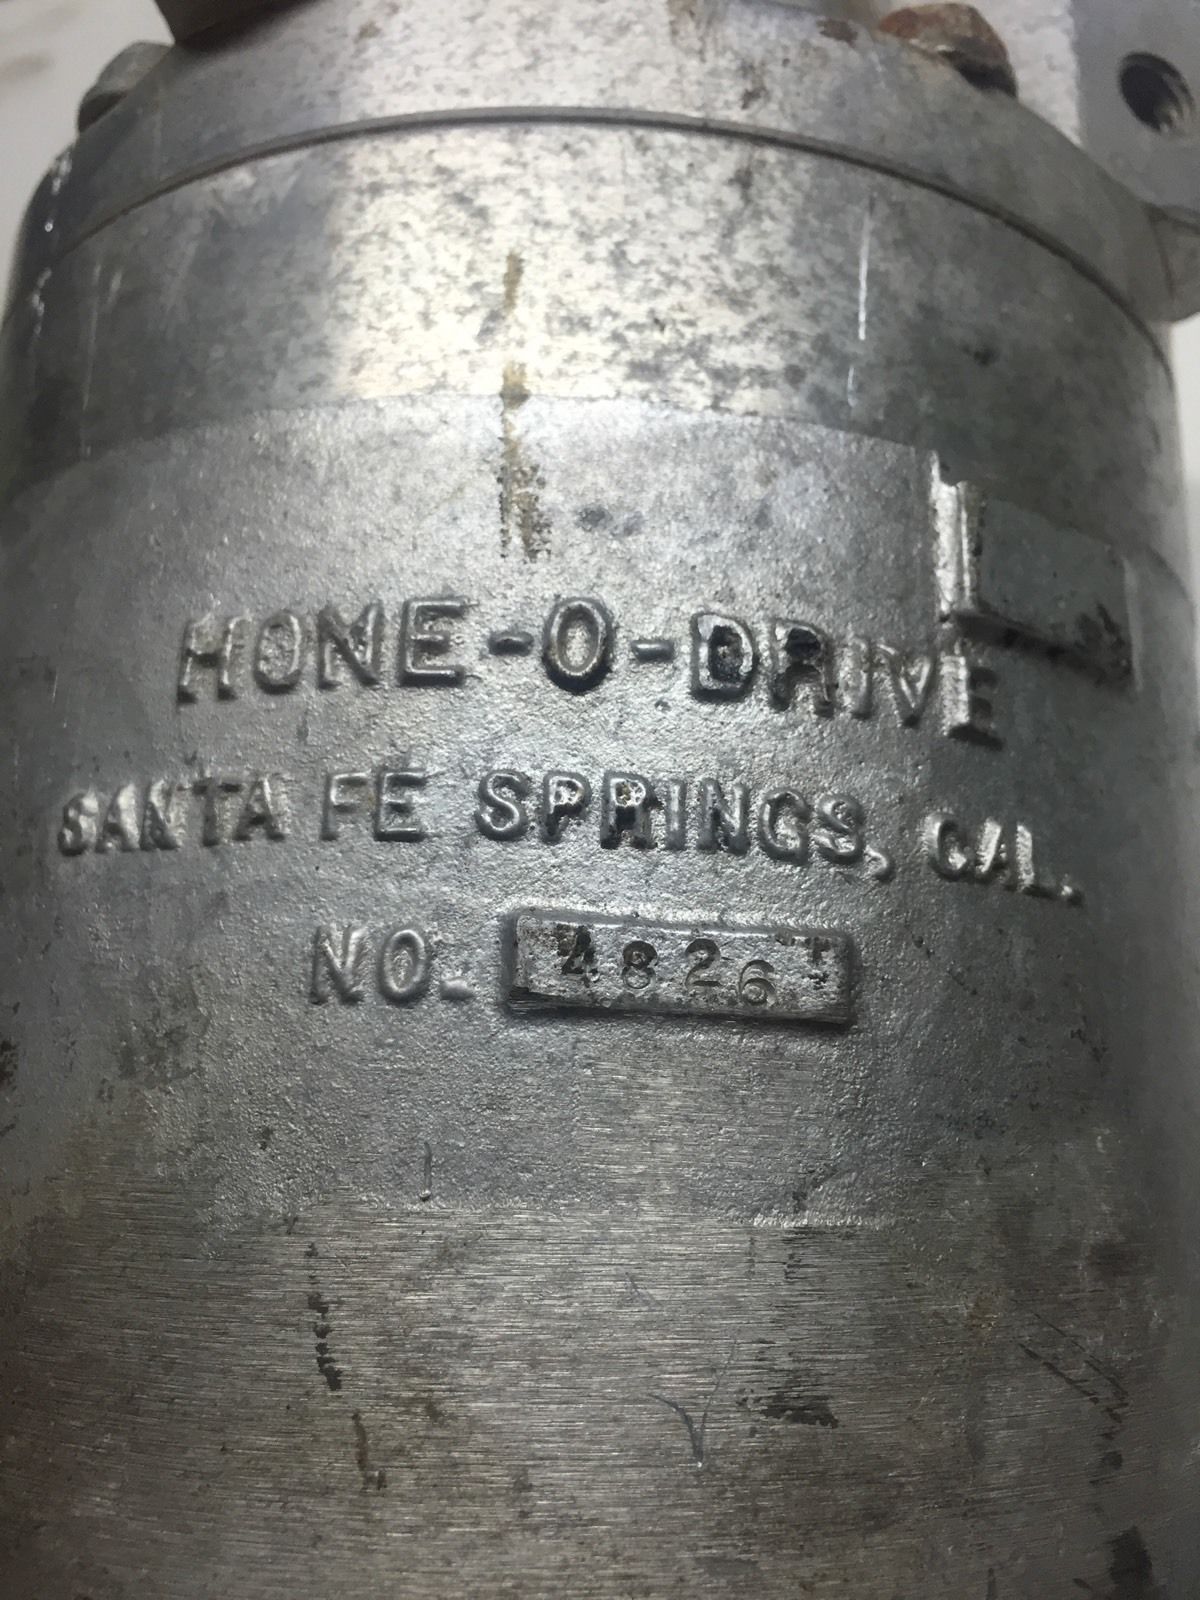 HONE-O-DRIVE
SANTA FE SPRINGS, CAL.
NO. 4826